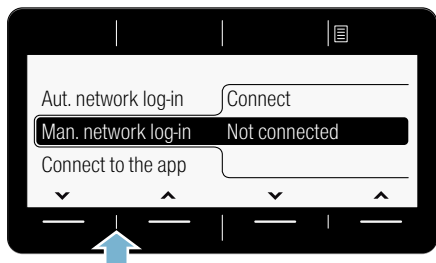 Aut. network log-in Connect
Man. network log-in Not connected
Connect to the app